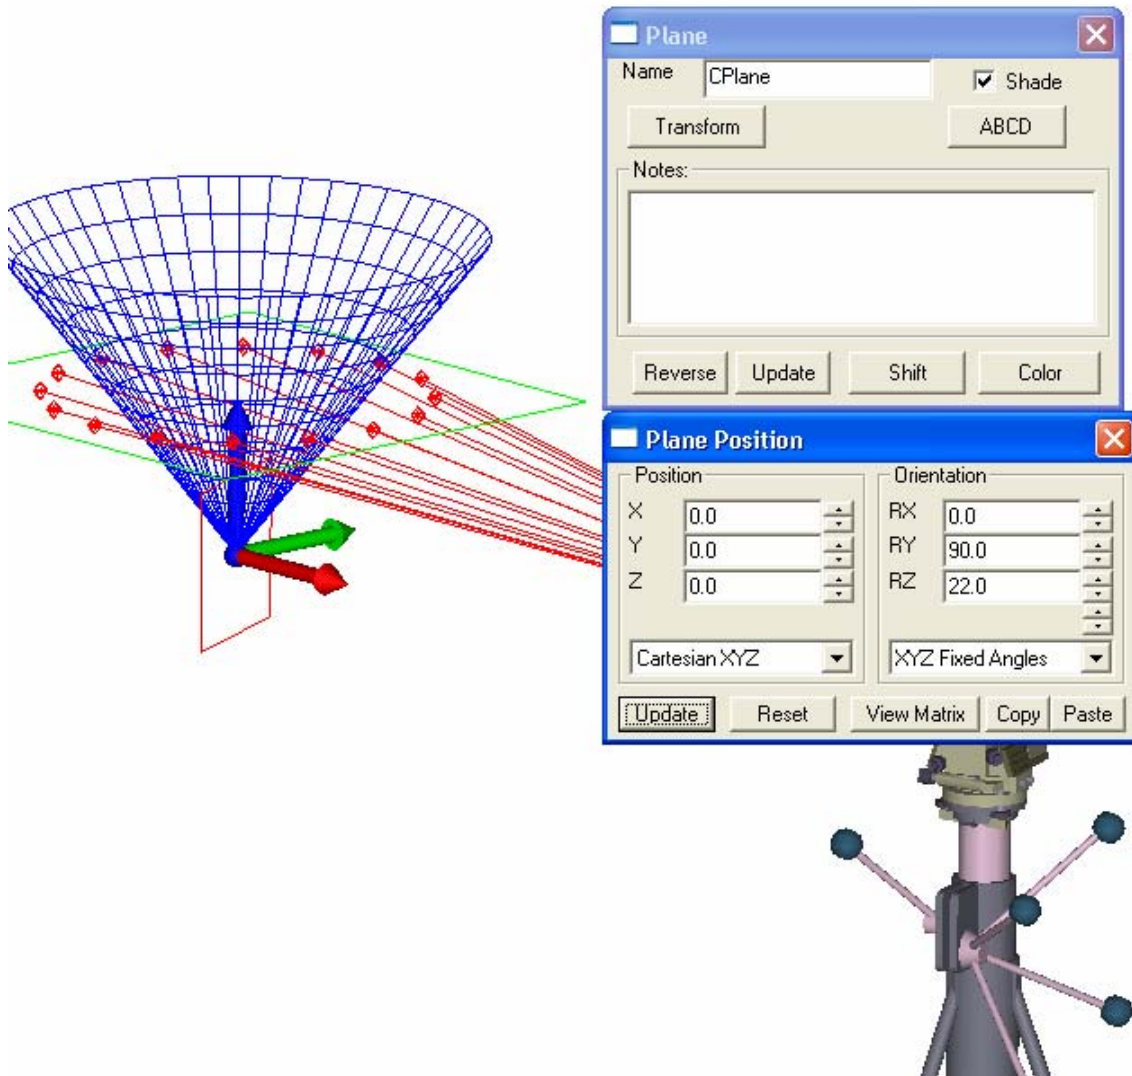 Plane
Name CPlane Shade
Transform ABCD
Notes:
Reverse Update Shift Color
Plane Position
Position Orientation
X 0.0 RX 0.0
Y 0.0 RY 90.0
Z 0.0 RZ 22.0
Cartesian XYZ XYZ Fixed Angles
Update Reset View Matrix Copy Paste